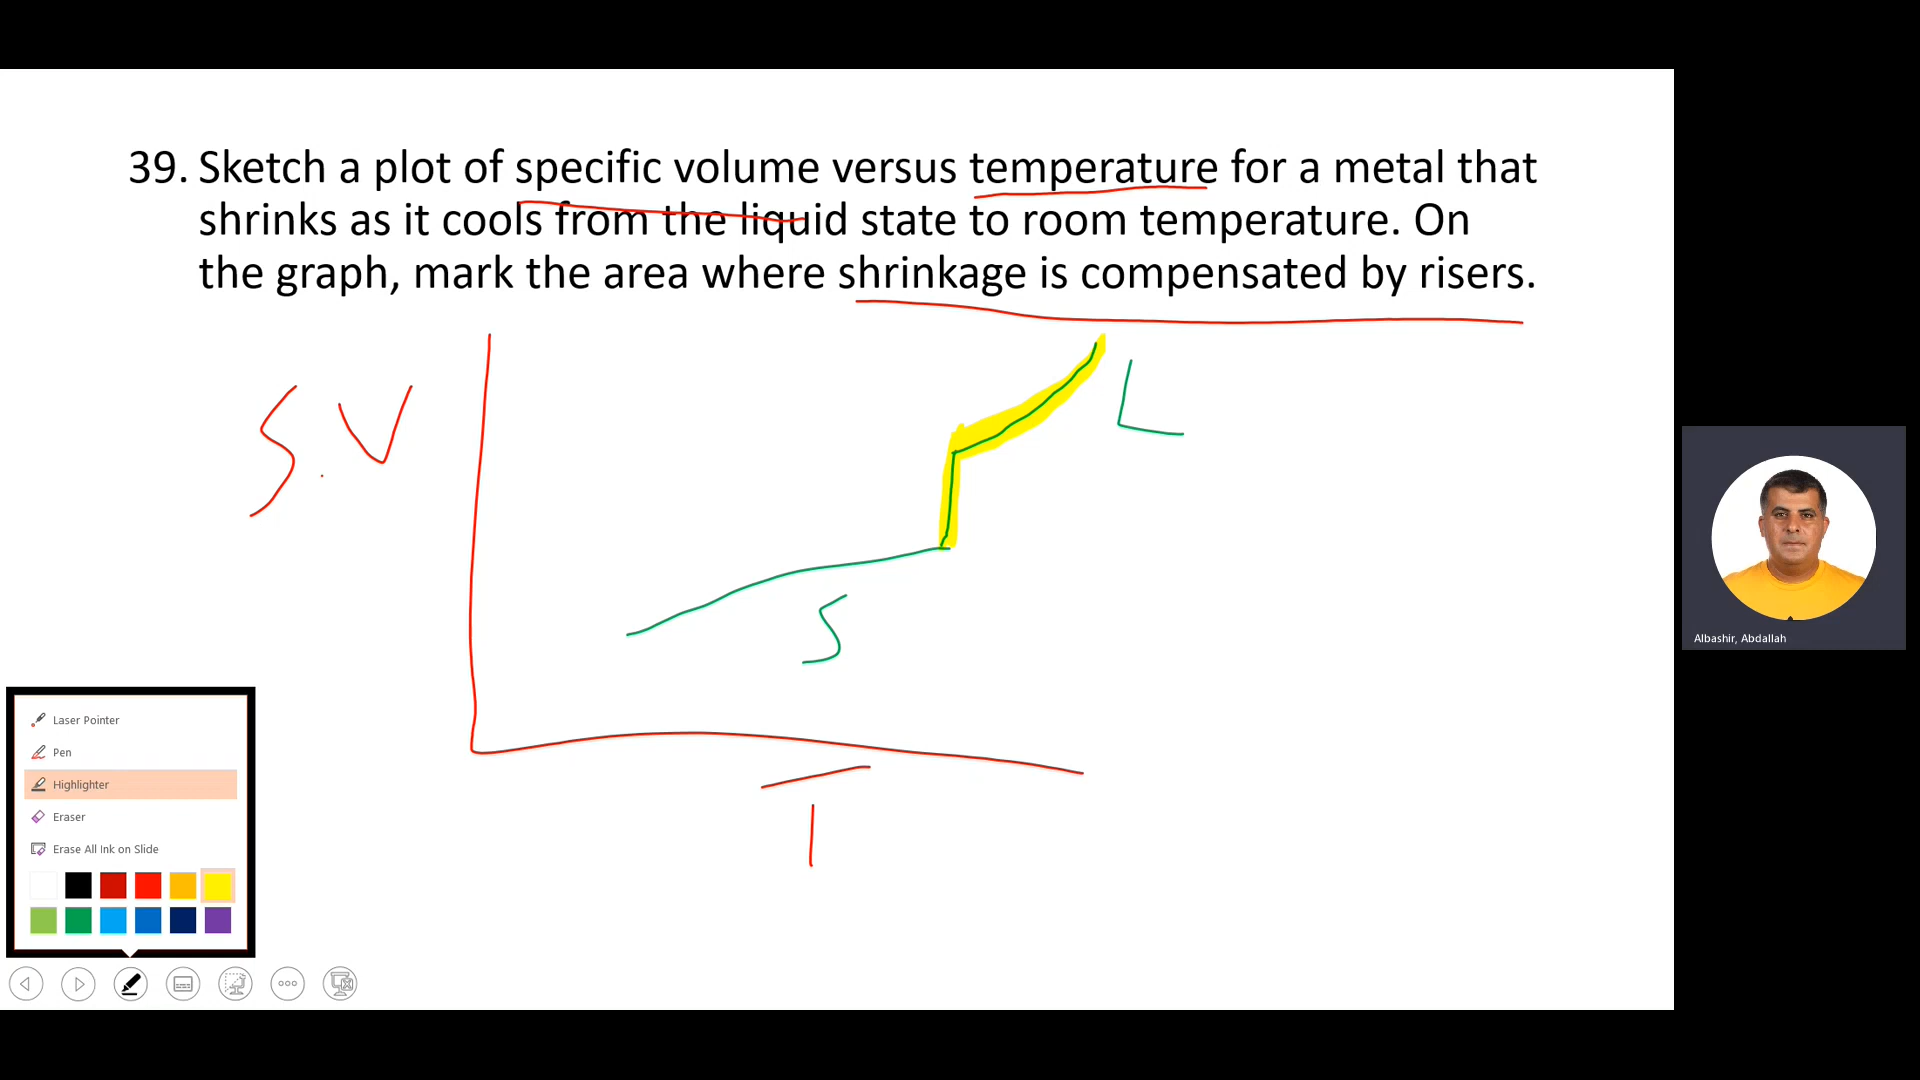 39. Sketch a plot of specific volume versus temperature for a metal that
shrinks as it cools from the liquid state to room temperature. On
the graph, mark the area where shrinkage is compensated by risers.
S.V
L
S
T
Laser Pointer
Pen
Highlighter
Eraser
Erase All Ink on Slide
Albashir, Abdallah